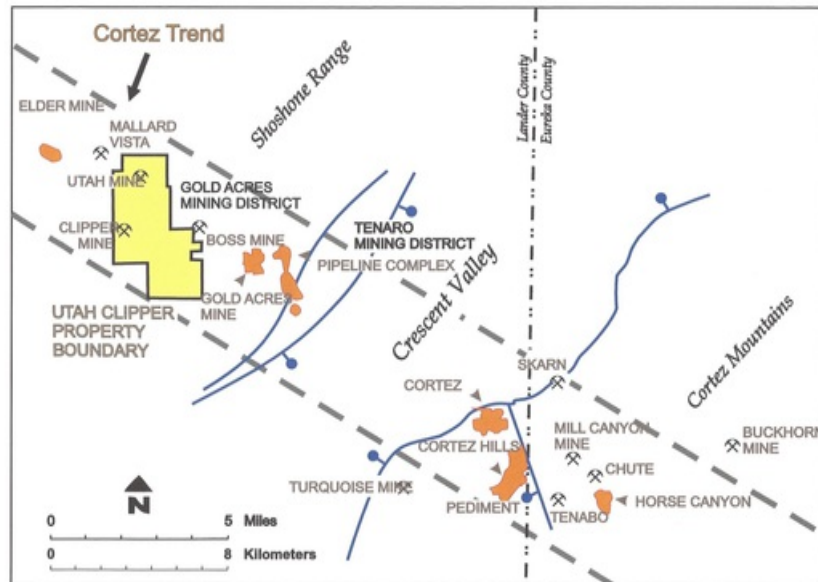 Cortez Trend
Shoshone Range
Lander County
Eureka County
ELDER MINE
MALLARD
VISTA
UTAH MINE
GOLD ACRES
MINING DISTRICT
CLIPPER
MINE
BOSS MINE
TENARO
MINING DISTRICT
PIPELINE COMPLEX
GOLD ACRES
MINE
UTAH CLIPPER
PROPERTY
BOUNDARY
Crescent Valley
Cortez Mountains
SKARN
CORTEZ
CORTEZ HILLS
MILL CANYON
MINE
BUCKHORN
MINE
CHUTE
TURQUOISE MINE
PEDIMENT
TENABO
HORSE CANYON
N
0 5 Miles
0 8 Kilometers